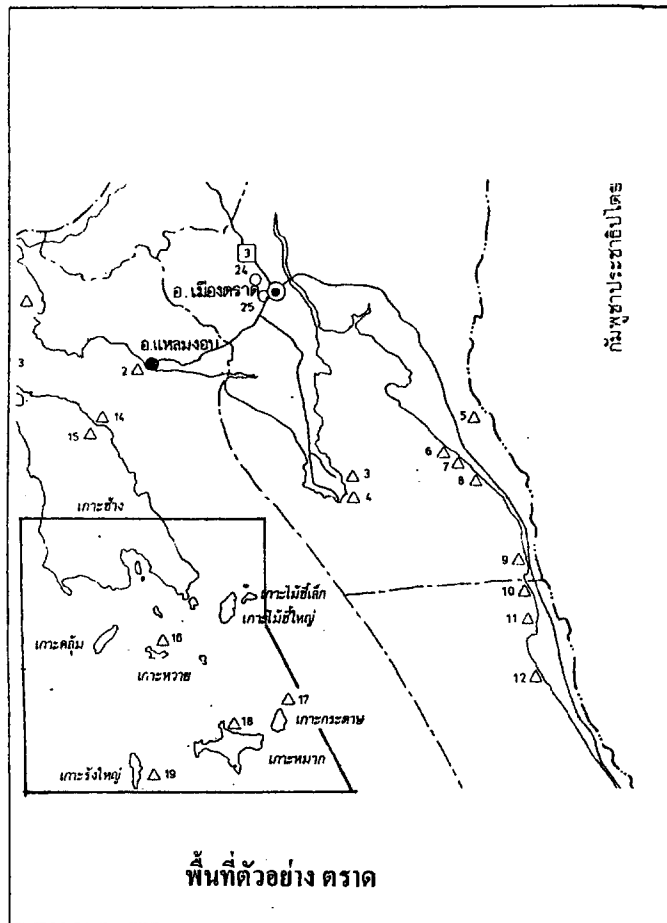 กัมพูชาประชาธิปไตย
3
24
อ.เมืองตราด
25
อ.แหลมงอบ
2
3
14
15
5
6
7
8
3
4
เกาะช้าง
9
10
11
12
เกาะไม้ซี้เล็ก
เกาะไม้ซี้ใหญ่
เกาะคลุ้ม
16
เกาะหวาย
17
18
เกาะกระดาษ
เกาะหมาก
เกาะรังใหญ่
19
พื้นที่ตัวอย่าง ตราด